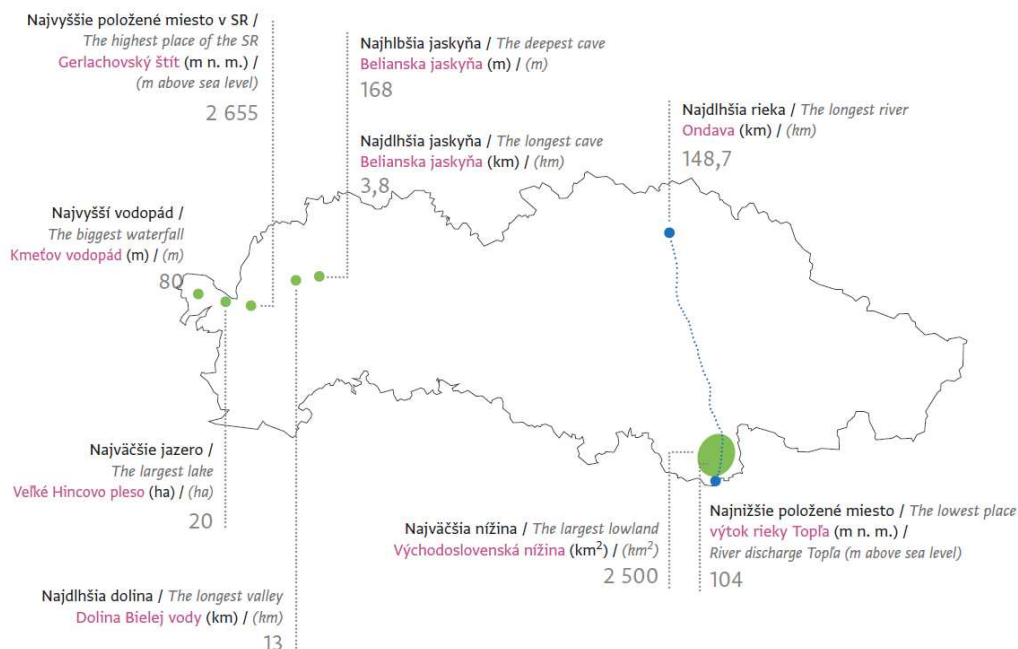 Najvyššie položené miesto v SR /
The highest place of the SR
Gerlachovský štít (m n. m.) /
(m above sea level)
2 655
Najhlbšia jaskyňa / The deepest cave
Belianska jaskyňa (m) / (m)
168
Najdlhšia jaskyňa / The longest cave
Belianska jaskyňa (km) / (km)
3,8
Najdlhšia rieka / The longest river
Ondava (km) / (km)
148,7
Najvyšší vodopád /
The biggest waterfall
Kmeťov vodopád (m) / (m)
80
Najväčšie jazero /
The largest lake
Veľké Hincovo pleso (ha) / (ha)
20
Najdlhšia dolina / The longest valley
Dolina Bielej vody (km) / (km)
13
Najväčšia nížina / The largest lowland
Východoslovenská nížina (km²) / (km²)
2 500
Najnižšie položené miesto / The lowest place
výtok rieky Topľa (m n. m.) /
River discharge Topľa (m above sea level)
104